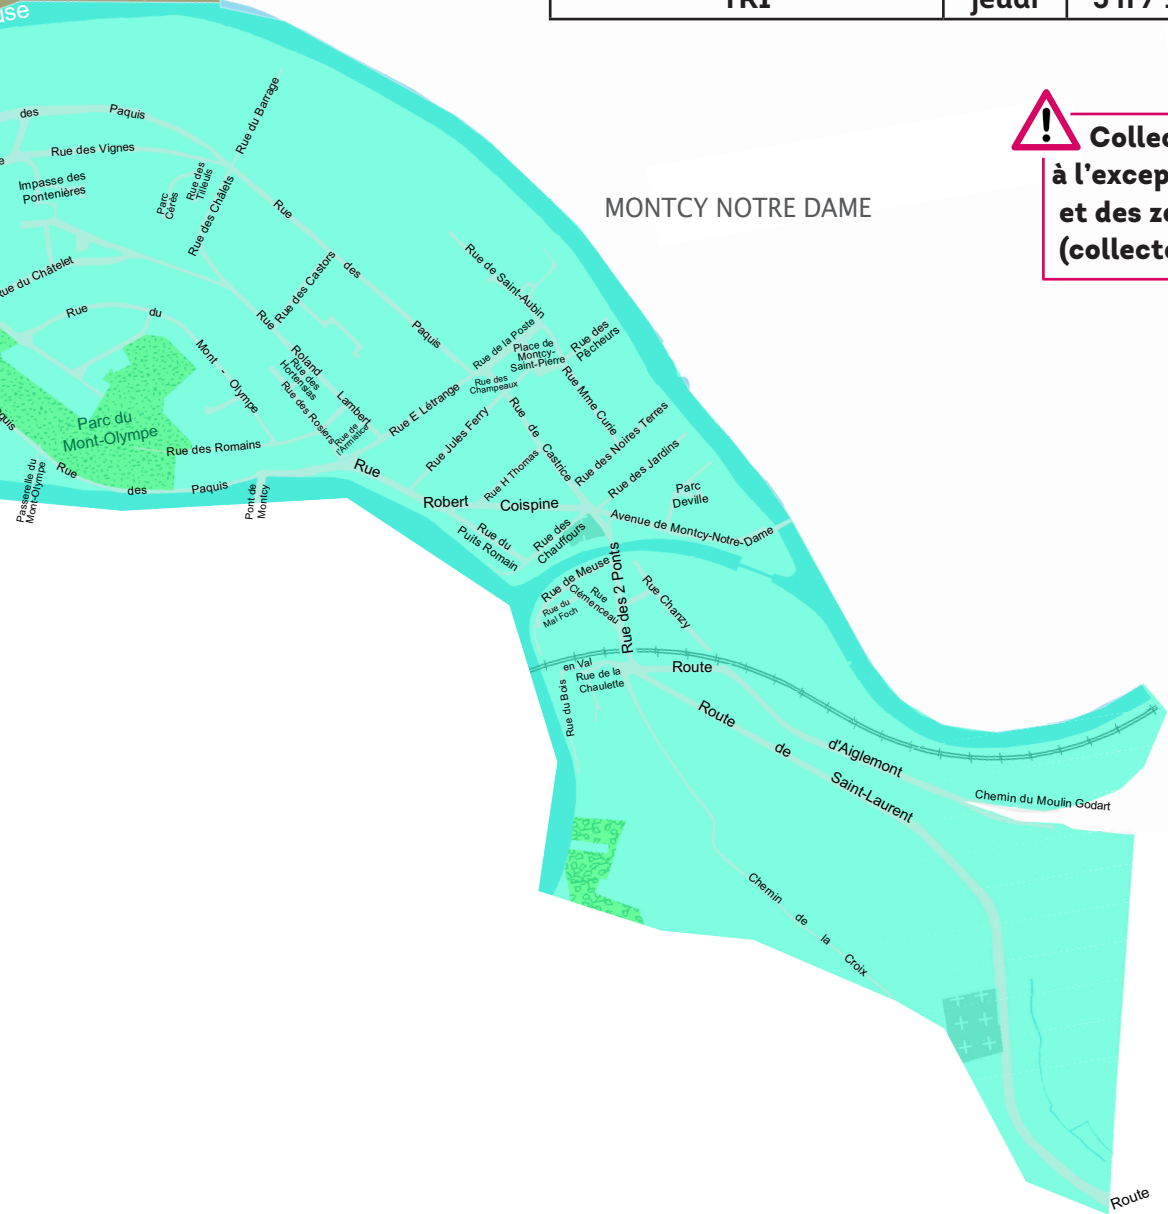 TRI
jeudi
Collec
à l'excep
et des z
(collect
MONTCY NOTRE DAME
des
Paquis
Rue du Barrage
Rue des Vignes
Impasse des
Pontenières
Parc
Cérès
Rue des
Tilleuls
Rue des Châlets
Rue du Châtelet
Rue
des
Paquis
Rue de Saint-Aubin
Rue des Castors
Rue
du
Mont - Olympe
Rue
Roland
Lambert
Rue des
Hortensias
Rue des Rosiers
Rue de
l'Armistice
Rue E Létrange
Rue de la Poste
Place de
Montcy-
Saint-Pierre
Rue des
Pêcheurs
Rue des
Champeaux
Rue Mme Curie
Rue de Castrice
Rue Jules Ferry
Rue H Thomas
Rue des Noires Terres
Rue des Jardins
Parc
Deville
Avenue de Montcy-Notre-Dame
Parc du
Mont-Olympe
Rue des Romains
Rue
des
Paquis
Passerelle du
Mont-Olympe
Pont de
Montcy
Rue
Robert
Coispine
Rue du
Puits Romain
Rue des
Chauffours
Rue de Meuse
Rue
Clémenceau
Rue du
Mal Foch
Rue des 2 Ponts
Rue Chanzy
en Val
Rue de la
Chaulette
Rue du Bois
Route
d'Aiglemont
Route
de
Saint-Laurent
Chemin du Moulin Godart
Chemin
de
la
Croix
Route